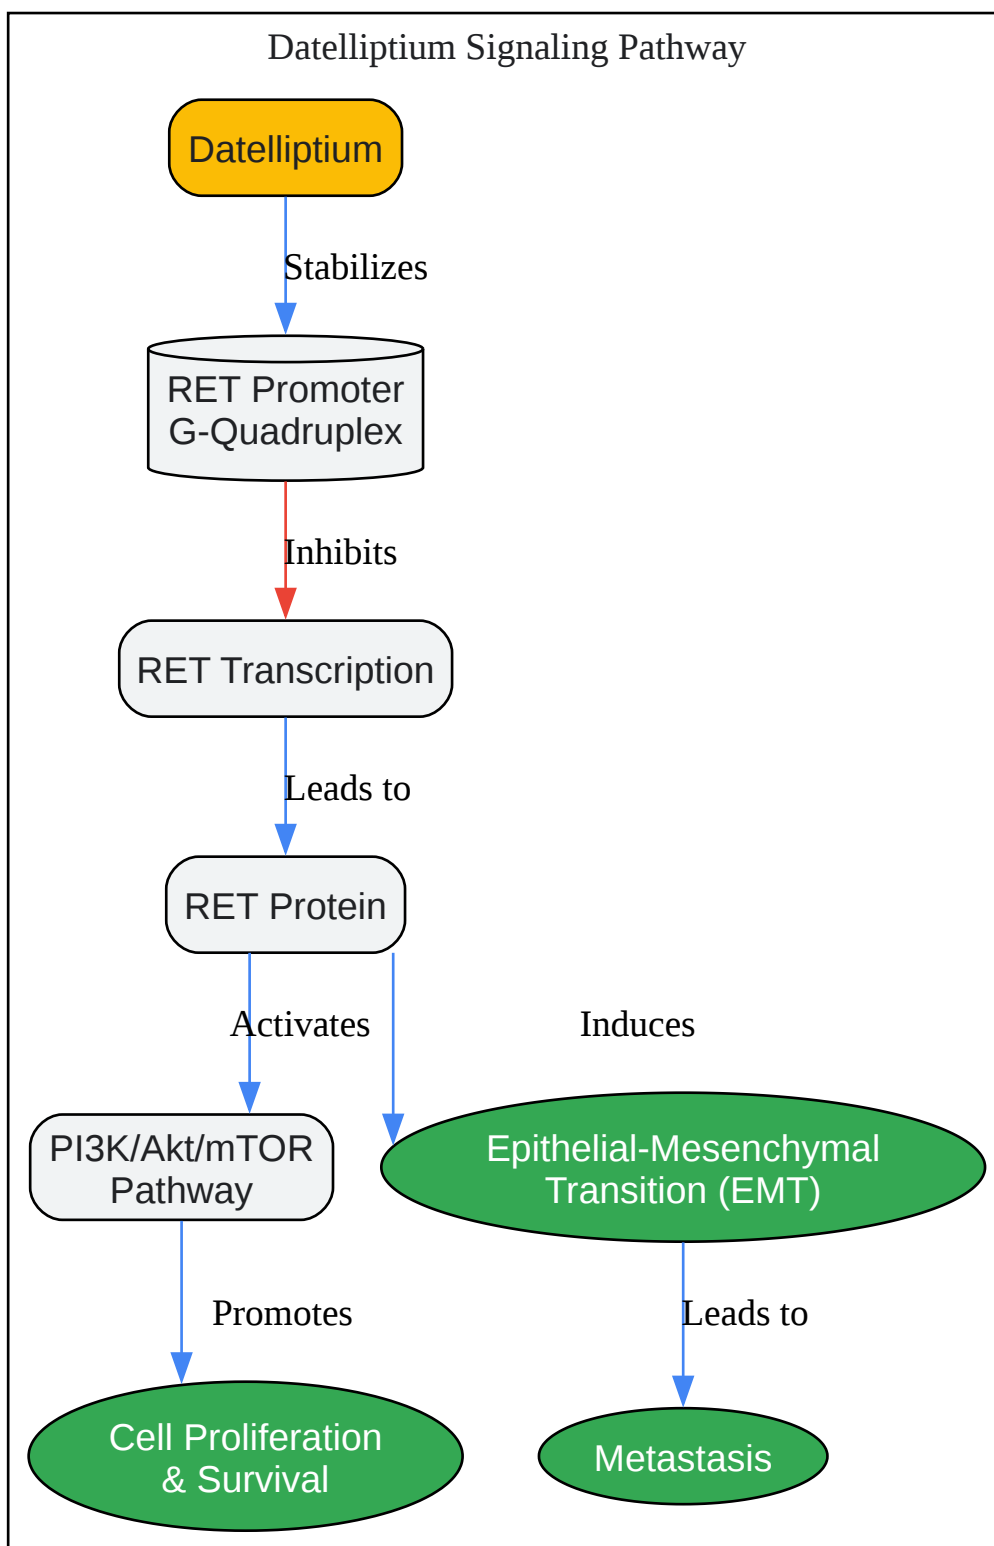 Datelliptium Signaling Pathway
Datelliptium
Stabilizes
RET Promoter
G-Quadruplex
Inhibits
RET Transcription
Leads to
RET Protein
Activates
Induces
PI3K/Akt/mTOR
Pathway
Epithelial-Mesenchymal
Transition (EMT)
Promotes
Leads to
Cell Proliferation
& Survival
Metastasis